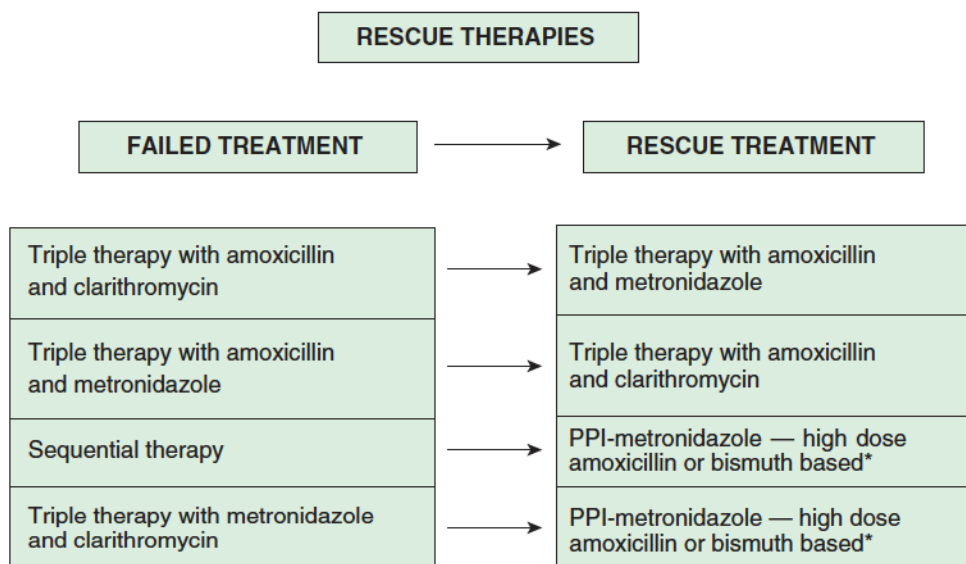 RESCUE THERAPIES
FAILED TREATMENT
RESCUE TREATMENT
Triple therapy with amoxicillin
and clarithromycin
Triple therapy with amoxicillin
and metronidazole
Triple therapy with amoxicillin
and metronidazole
Triple therapy with amoxicillin
and clarithromycin
Sequential therapy
PPI-metronidazole — high dose
amoxicillin or bismuth based*
Triple therapy with metronidazole
and clarithromycin
PPI-metronidazole — high dose
amoxicillin or bismuth based*